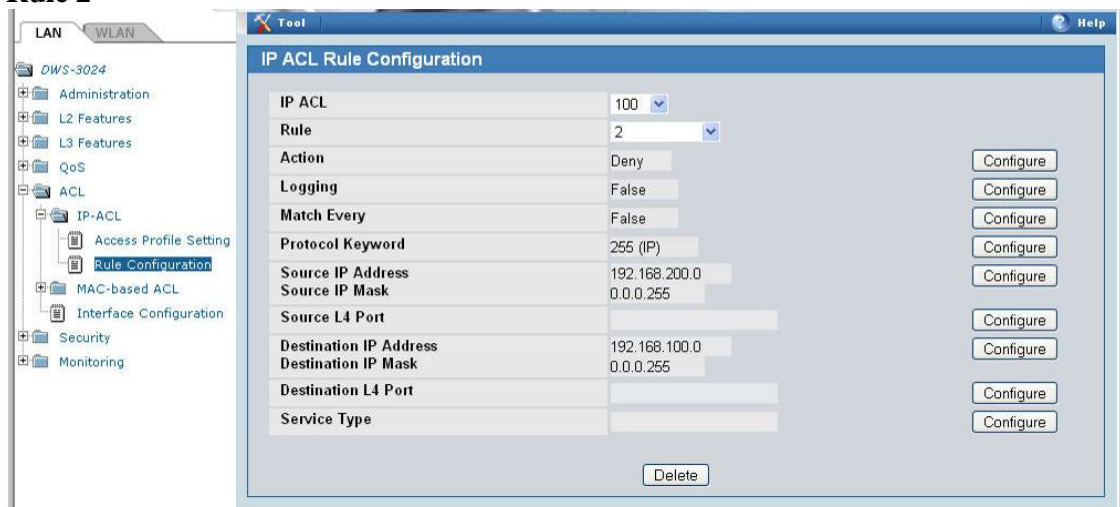 Rule 2
LAN
WLAN
Tool
Help
DWS-3024
Administration
L2 Features
L3 Features
QoS
ACL
IP-ACL
Access Profile Setting
Rule Configuration
MAC-based ACL
Interface Configuration
Security
Monitoring
IP ACL Rule Configuration
IP ACL 100
Rule 2
Action Deny Configure
Logging False Configure
Match Every False Configure
Protocol Keyword 255 (IP) Configure
Source IP Address 192.168.200.0 Configure
Source IP Mask 0.0.0.255
Source L4 Port Configure
Destination IP Address 192.168.100.0 Configure
Destination IP Mask 0.0.0.255
Destination L4 Port Configure
Service Type Configure
Delete